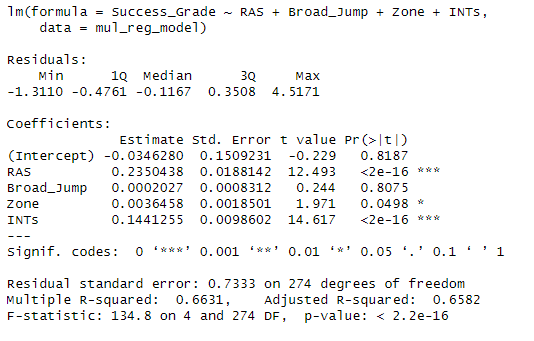 lm(formula = Success_Grade ~ RAS + Broad_Jump + Zone + INTs,
data = mul_reg_model)
Residuals:
Min 1Q Median 3Q Max
-1.3110 -0.4761 -0.1167 0.3508 4.5171
Coefficients:
Estimate Std. Error t value Pr(>|t|)
(Intercept) -0.0346280 0.1509231 -0.229 0.8187
RAS 0.2350438 0.0188142 12.493 <2e-16 ***
Broad_Jump 0.0002027 0.0008312 0.244 0.8075
Zone 0.0036458 0.0018501 1.971 0.0498 *
INTs 0.1441255 0.0098602 14.617 <2e-16 ***
---
Signif. codes: 0 ‘***’ 0.001 ‘**’ 0.01 ‘*’ 0.05 ‘.’ 0.1 ‘ ’ 1
Residual standard error: 0.7333 on 274 degrees of freedom
Multiple R-squared: 0.6631, Adjusted R-squared: 0.6582
F-statistic: 134.8 on 4 and 274 DF, p-value: < 2.2e-16